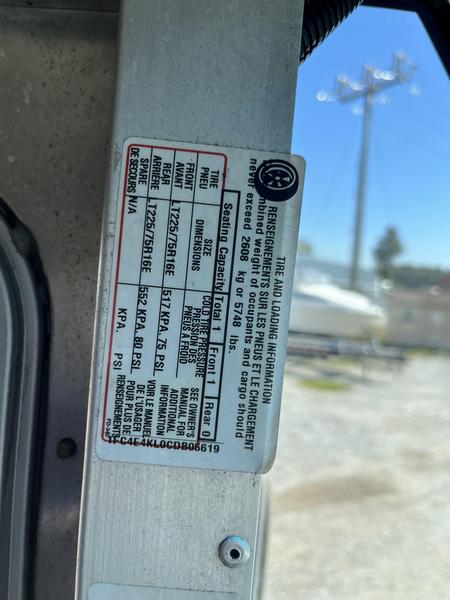 TIRE AND LOADING INFORMATION
RENSEIGNEMENTS SUR LES PNEUS ET LE CHARGEMENT
mbined weight of occupants and cargo should
never exceed 2608 kg or 5748 lbs.
Seating Capacity Total 1 Front 1 Rear 0
TIRE SIZE COLD TIRE PRESSURE SEE OWNER'S
PNEU DIMENSIONS PRESSION DES MANUAL FOR
PNEUS À FROID ADDITIONAL
INFORMATION
FRONT
AVANT LT225/75R16E 517 KPA, 75 PSI
VOIR LE MANUEL
DE L'USAGER
POUR PLUS DE
RENSEIGNEMENTS
REAR
ARRIÈRE LT225/75R16E 552 KPA, 80 PSI
SPARE
DE SECOURS N/A KPA, PSI